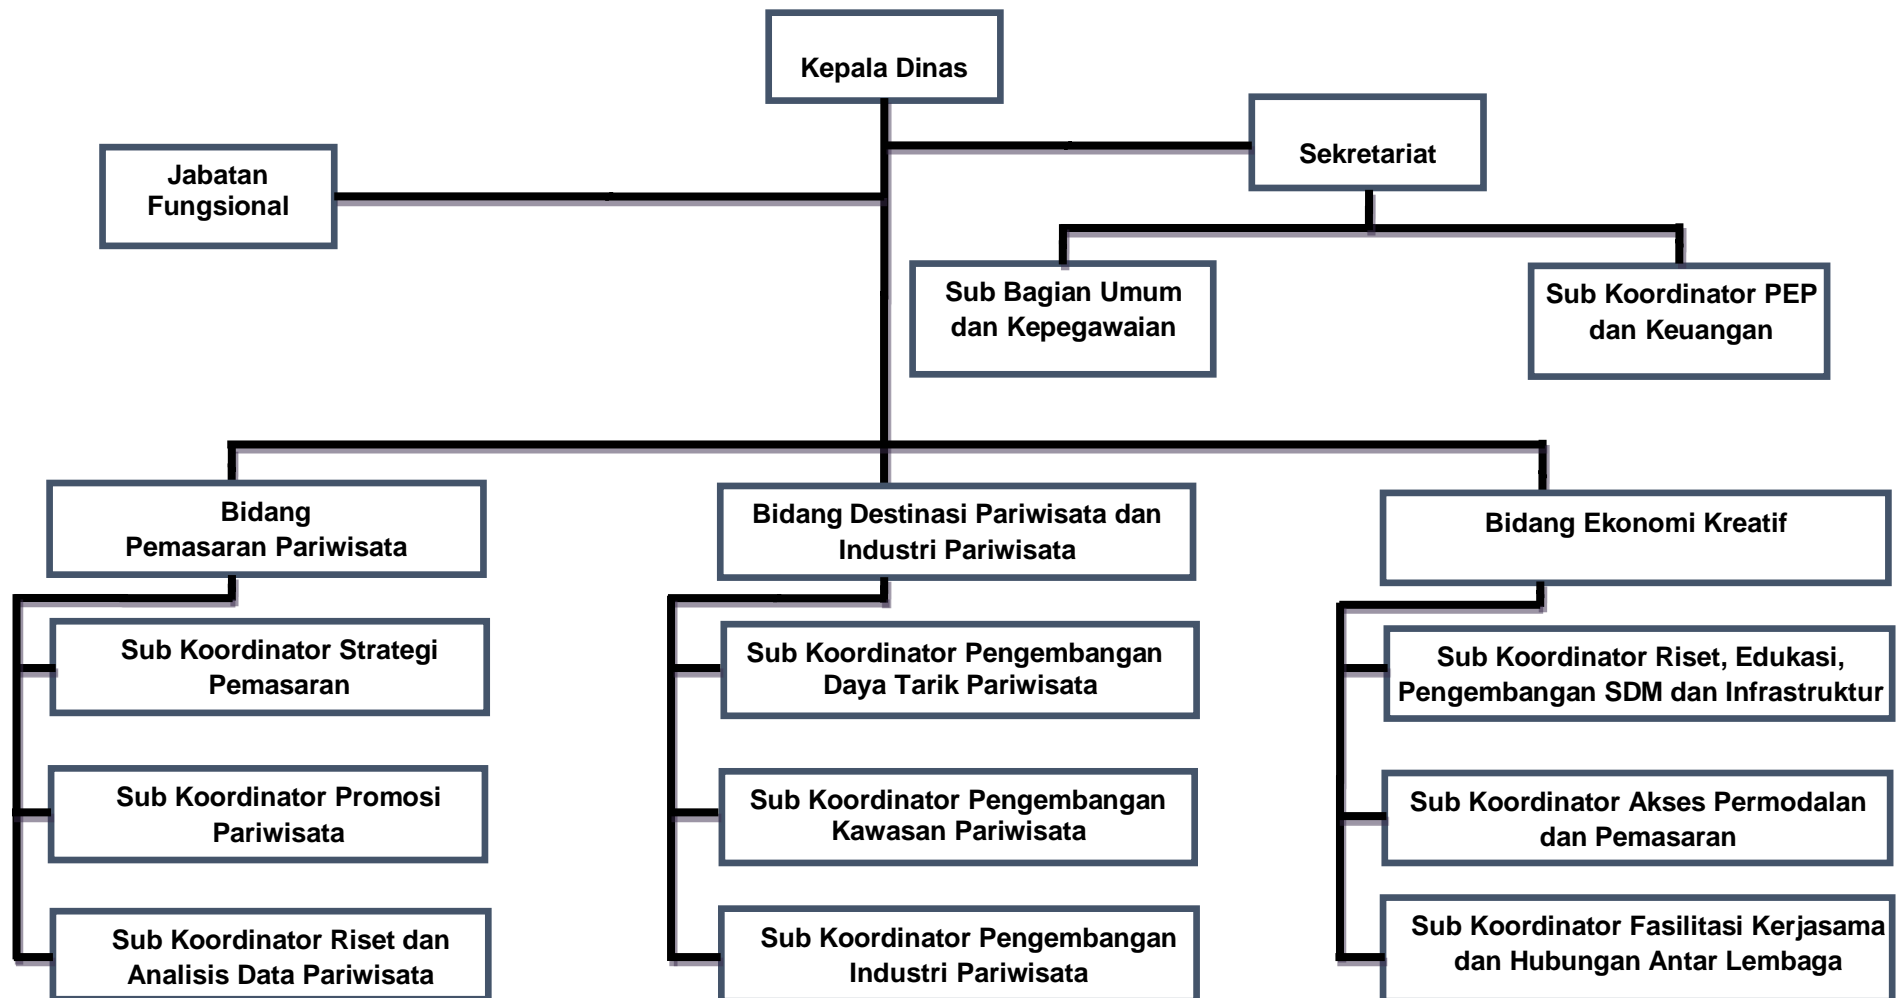 Kepala Dinas
Sekretariat
Jabatan
Fungsional
Sub Bagian Umum
dan Kepegawaian
Sub Koordinator PEP
dan Keuangan
Bidang
Pemasaran Pariwisata
Bidang Destinasi Pariwisata dan
Industri Pariwisata
Bidang Ekonomi Kreatif
Sub Koordinator Strategi
Pemasaran
Sub Koordinator Pengembangan
Daya Tarik Pariwisata
Sub Koordinator Riset, Edukasi,
Pengembangan SDM dan Infrastruktur
Sub Koordinator Promosi
Pariwisata
Sub Koordinator Pengembangan
Kawasan Pariwisata
Sub Koordinator Akses Permodalan
dan Pemasaran
Sub Koordinator Riset dan
Analisis Data Pariwisata
Sub Koordinator Pengembangan
Industri Pariwisata
Sub Koordinator Fasilitasi Kerjasama
dan Hubungan Antar Lembaga